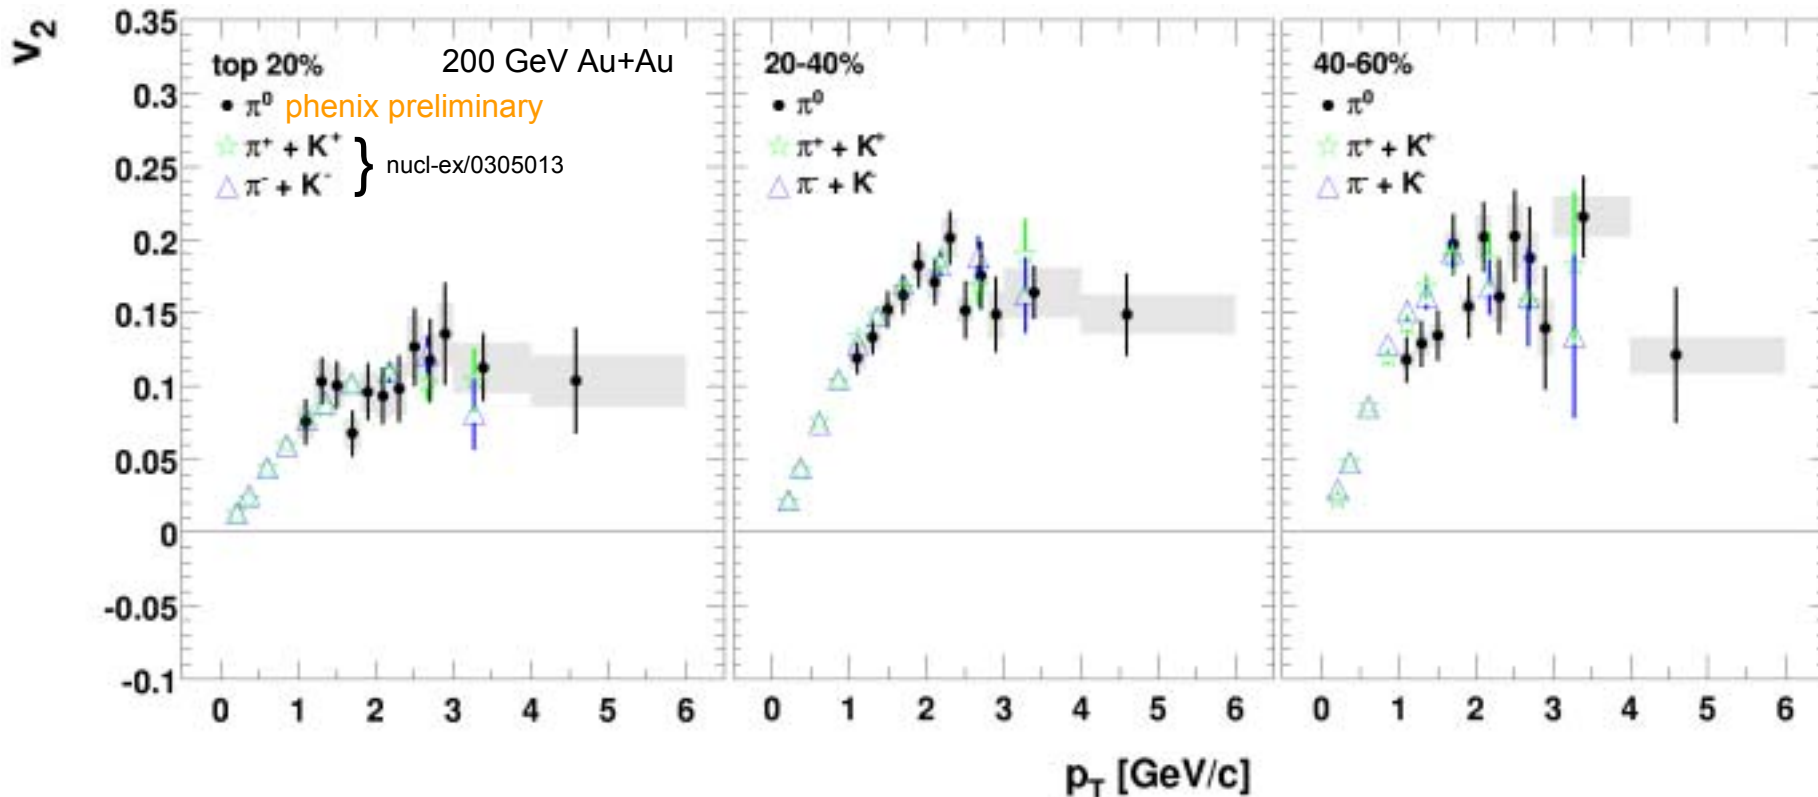 v₂
0.35
0.3
0.25
0.2
0.15
0.1
0.05
0
-0.05
-0.1
top 20% 200 GeV Au+Au
π⁰ phenix preliminary
π⁺ + K⁺
π⁻ + K⁻
} nucl-ex/0305013
0 1 2 3 4 5 6
20-40%
π⁰
π⁺ + K⁺
π⁻ + K⁻
0 1 2 3 4 5 6
40-60%
π⁰
π⁺ + K⁺
π⁻ + K⁻
0 1 2 3 4 5 6
p_T [GeV/c]